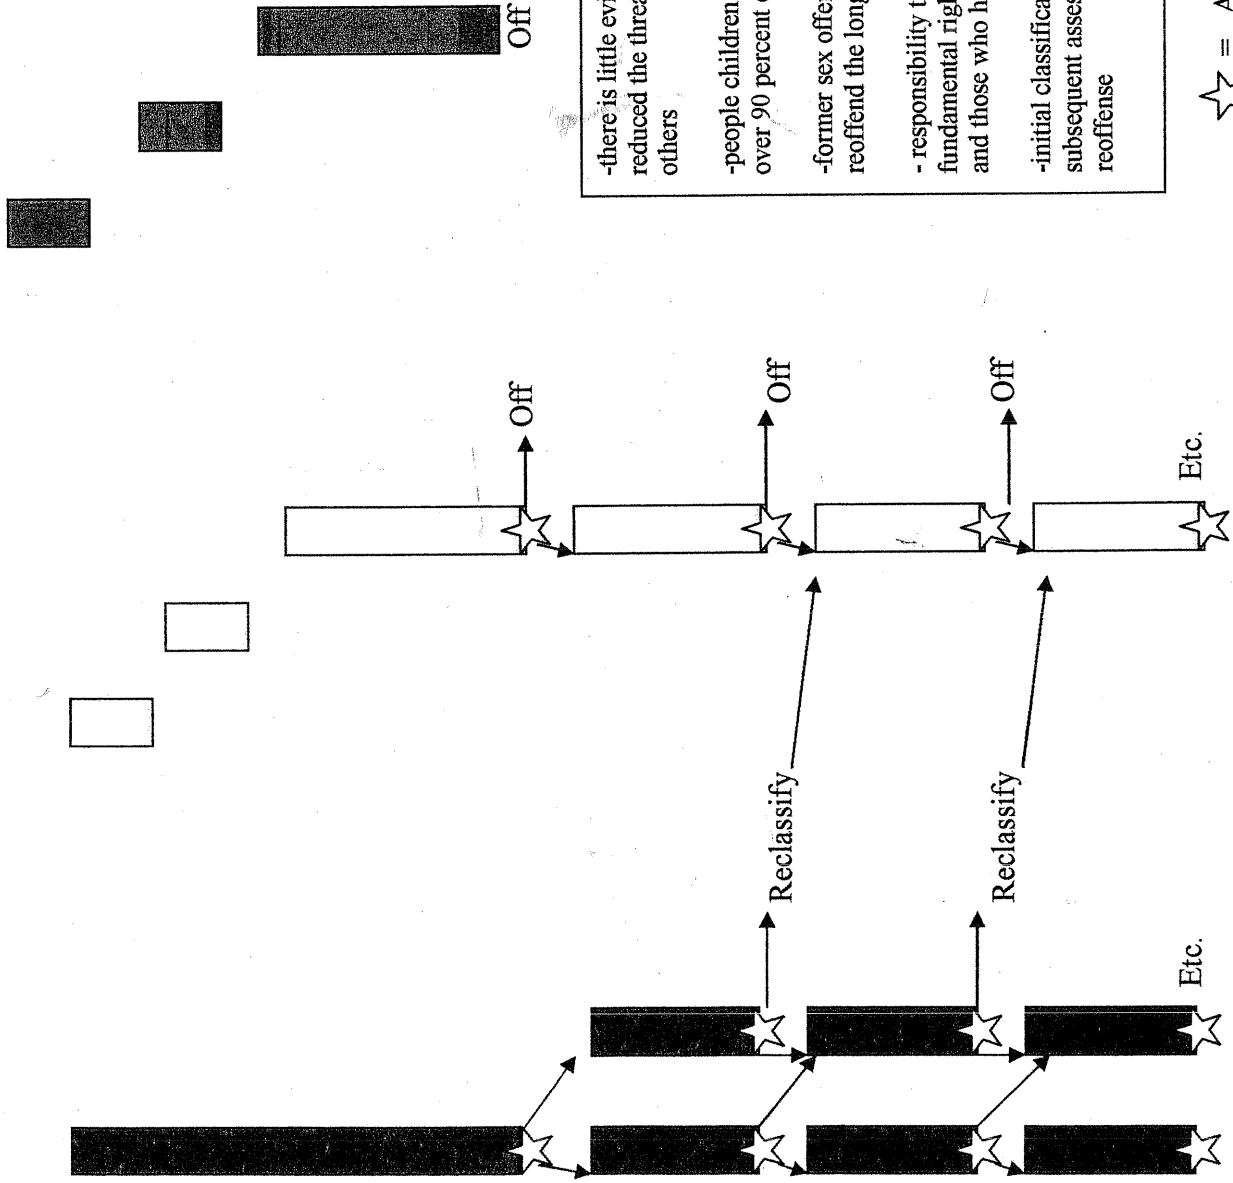 Off
-there is little evi
reduced the threa
others
-people children
over 90 percent
-former sex offe
reoffend the long
- responsibility t
fundamental righ
and those who h
-initial classifica
subsequent asses
reoffense
= A
Off
Off
Off
Etc.
Reclassify
Reclassify
Etc.